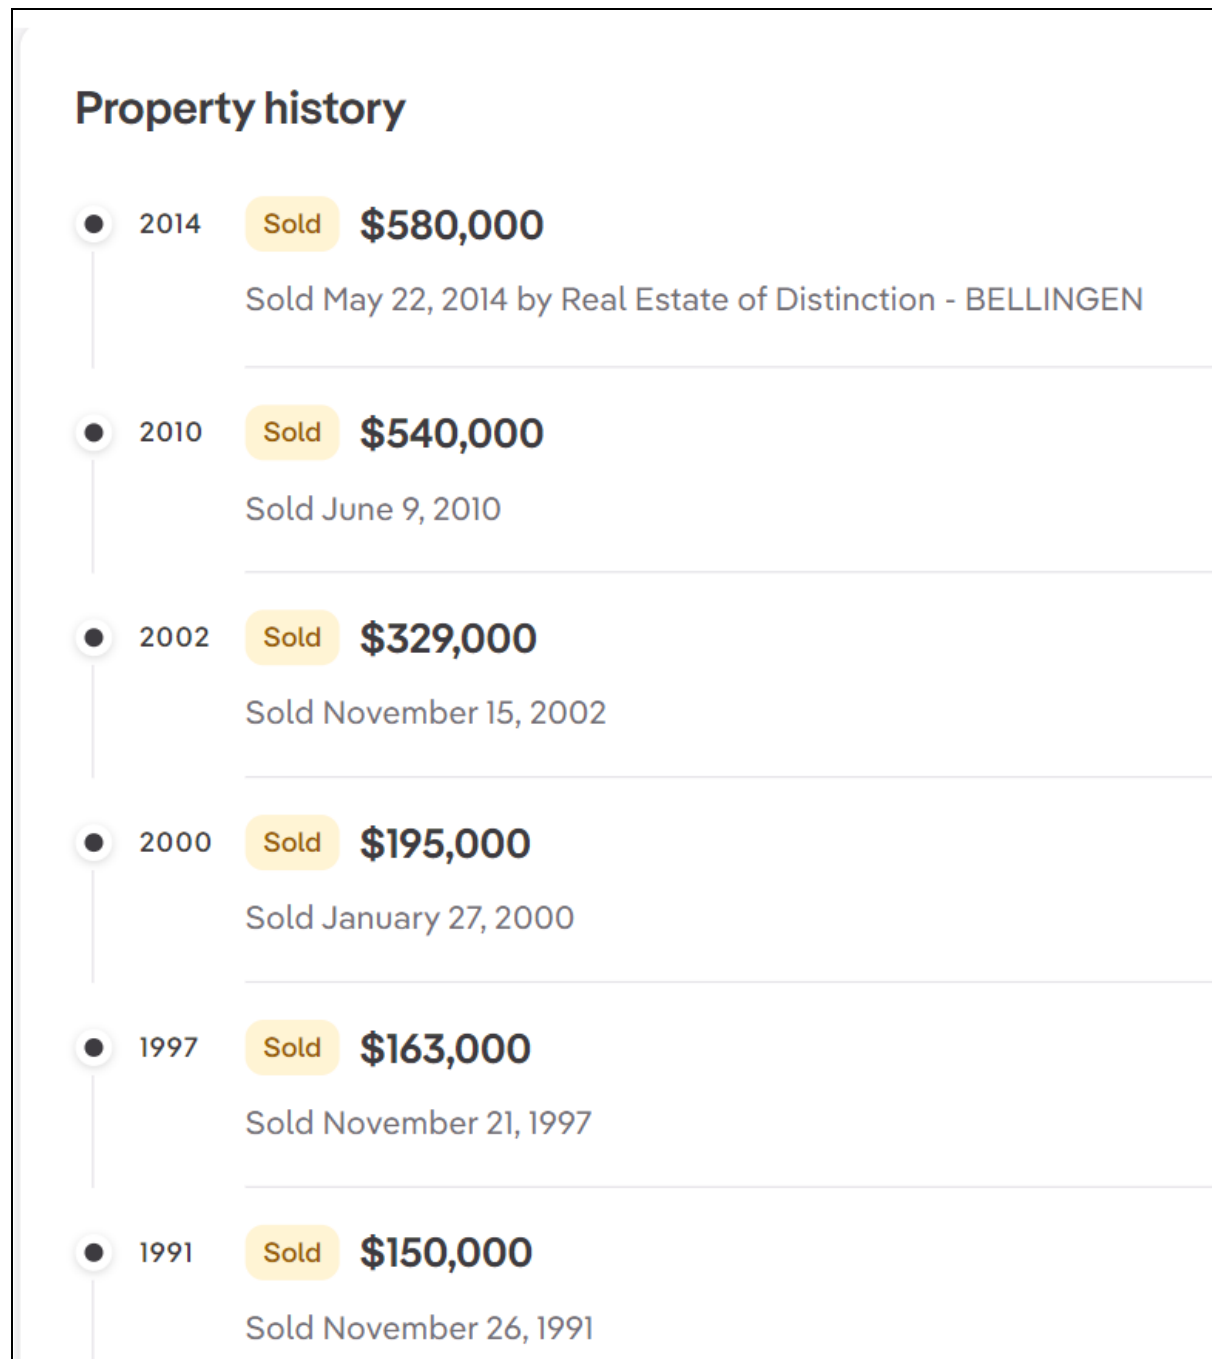 Property history
2014 Sold $580,000
Sold May 22, 2014 by Real Estate of Distinction - BELLINGEN
2010 Sold $540,000
Sold June 9, 2010
2002 Sold $329,000
Sold November 15, 2002
2000 Sold $195,000
Sold January 27, 2000
1997 Sold $163,000
Sold November 21, 1997
1991 Sold $150,000
Sold November 26, 1991